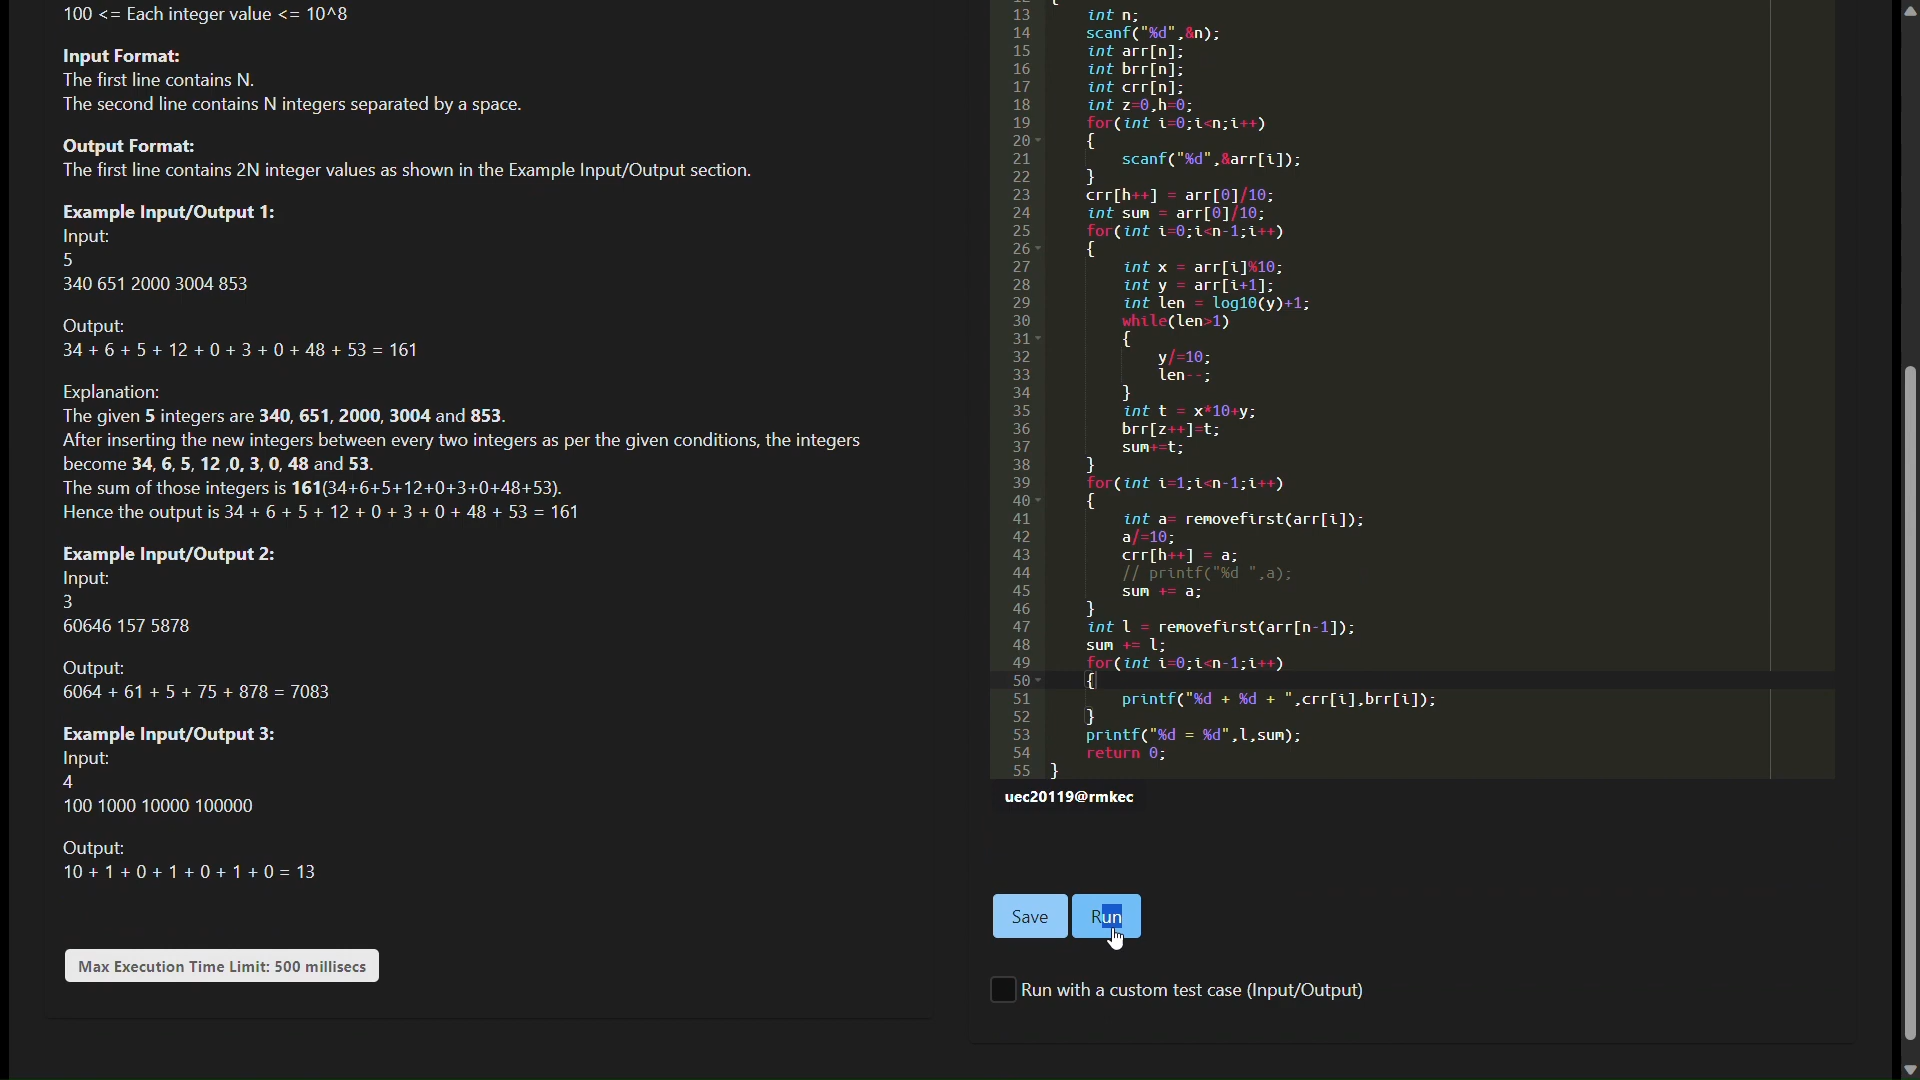 100 <= Each integer value <= 10^8
Input Format:
The first line contains N.
The second line contains N integers separated by a space.
Output Format:
The first line contains 2N integer values as shown in the Example Input/Output section.
Example Input/Output 1:
Input:
5
340 651 2000 3004 853
Output:
34 + 6 + 5 + 12 + 0 + 3 + 0 + 48 + 53 = 161
Explanation:
The given 5 integers are 340, 651, 2000, 3004 and 853.
After inserting the new integers between every two integers as per the given conditions, the integers
become 34, 6, 5, 12 ,0, 3, 0, 48 and 53.
The sum of those integers is 161(34+6+5+12+0+3+0+48+53).
Hence the output is 34 + 6 + 5 + 12 + 0 + 3 + 0 + 48 + 53 = 161
Example Input/Output 2:
Input:
3
60646 157 5878
Output:
6064 + 61 + 5 + 75 + 878 = 7083
Example Input/Output 3:
Input:
4
100 1000 10000 100000
Output:
10 + 1 + 0 + 1 + 0 + 1 + 0 = 13
Max Execution Time Limit: 500 millisecs
13 int n;
14 scanf("%d",&n);
15 int arr[n];
16 int brr[n];
17 int crr[n];
18 int z=0,h=0;
19 for(int i=0;i<n;i++)
20 {
21 scanf("%d",&arr[i]);
22 }
23 crr[h++] = arr[0]/10;
24 int sum = arr[0]/10;
25 for(int i=0;i<n-1;i++)
26 {
27 int x = arr[i]%10;
28 int y = arr[i+1];
29 int len = log10(y)+1;
30 while(len>1)
31 {
32 y/=10;
33 len--;
34 }
35 int t = x*10+y;
36 brr[z++]=t;
37 sum+=t;
38 }
39 for(int i=1;i<n-1;i++)
40 {
41 int a= removefirst(arr[i]);
42 a/=10;
43 crr[h++] = a;
44 // printf("%d ",a);
45 sum += a;
46 }
47 int l = removefirst(arr[n-1]);
48 sum += l;
49 for(int i=0;i<n-1;i++)
50 {
51 printf("%d + %d + ",crr[i],brr[i]);
52 }
53 printf("%d = %d",l,sum);
54 return 0;
55 }
uec20119@rmkec
Save Run
Run with a custom test case (Input/Output)